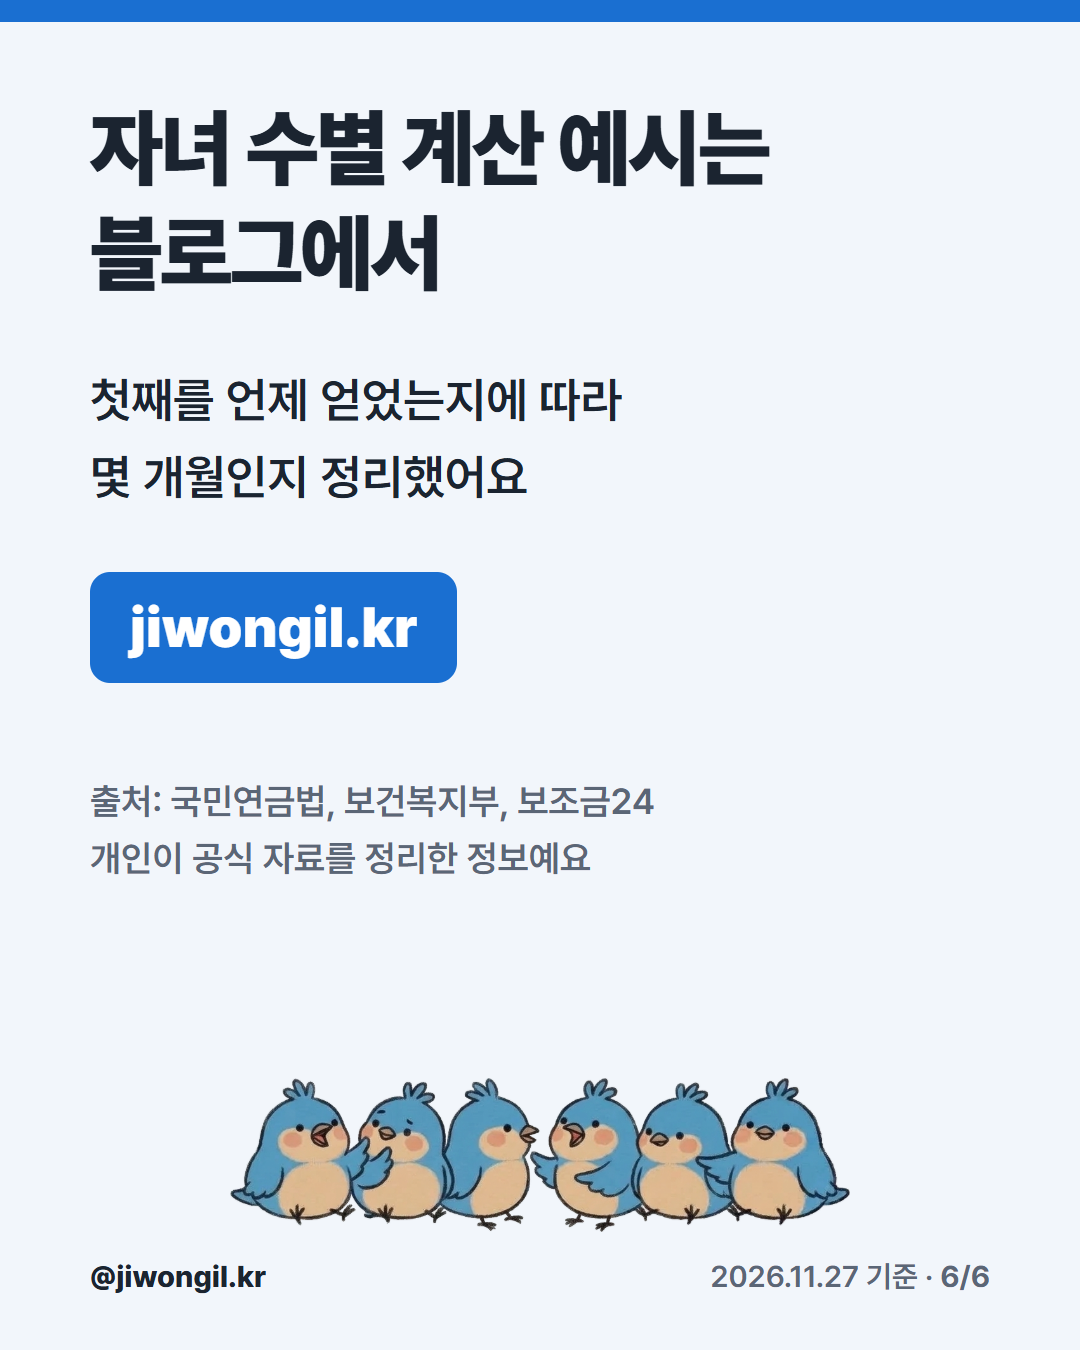 자녀 수별 계산 예시는
블로그에서
첫째를 언제 얻었는지에 따라
몇 개월인지 정리했어요
jiwongil.kr
출처: 국민연금법, 보건복지부, 보조금24
개인이 공식 자료를 정리한 정보예요
@jiwongil.kr
2026.11.27 기준 · 6/6